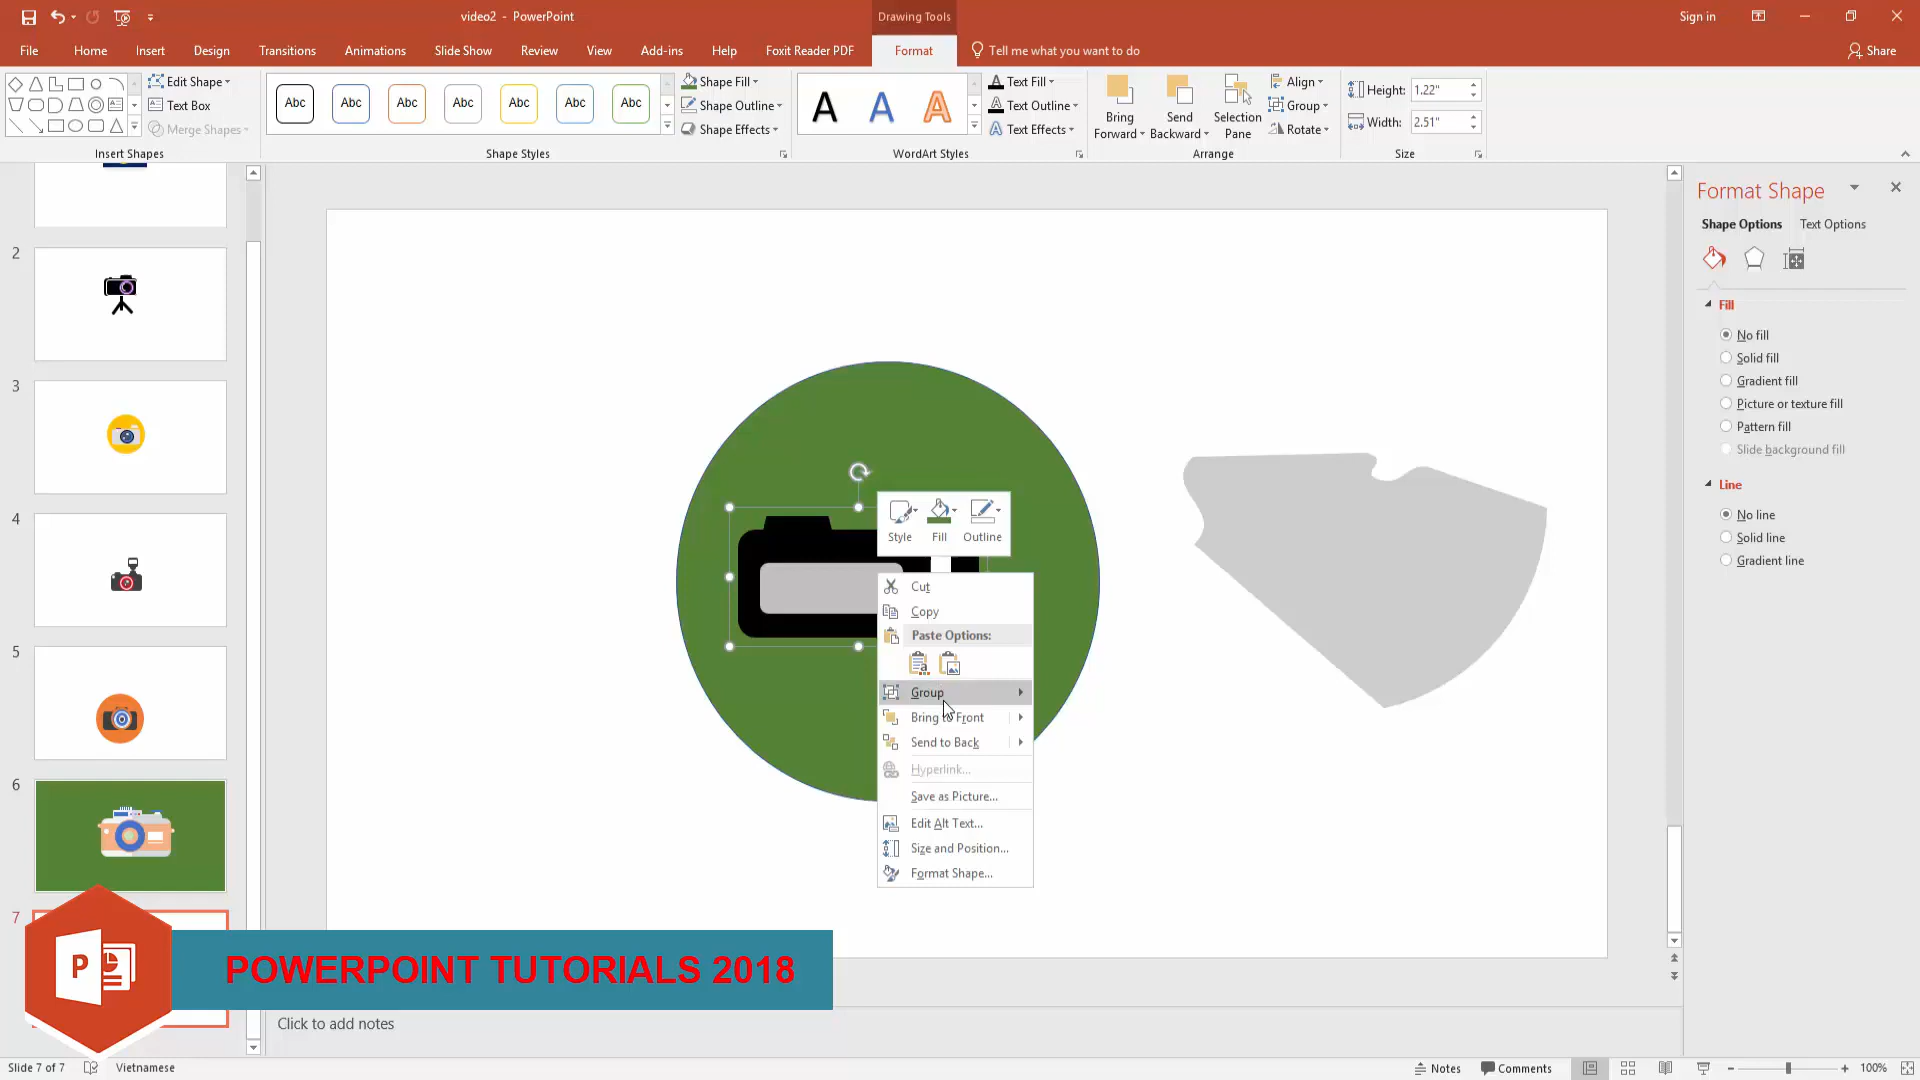 video2 - PowerPoint
Drawing Tools
Sign in
File Home Insert Design Transitions Animations Slide Show Review View Add-ins Help Foxit Reader PDF Format Tell me what you want to do Share
Edit Shape
Text Box
Merge Shapes
Insert Shapes
Abc Abc Abc Abc Abc Abc Abc
Shape Fill
Shape Outline
Shape Effects
Shape Styles
A A A
Text Fill
Text Outline
Text Effects
WordArt Styles
Bring Forward
Send Backward
Selection Pane
Align
Group
Rotate
Arrange
Height: 1.22"
Width: 2.51"
Size
2
3
4
5
6
7
Style Fill Outline
Cut
Copy
Paste Options:
Group
Bring to Front
Send to Back
Hyperlink...
Save as Picture...
Edit Alt Text...
Size and Position...
Format Shape...
Format Shape
Shape Options Text Options
Fill
No fill
Solid fill
Gradient fill
Picture or texture fill
Pattern fill
Slide background fill
Line
No line
Solid line
Gradient line
P
POWERPOINT TUTORIALS 2018
Click to add notes
Slide 7 of 7 Vietnamese Notes Comments 100%